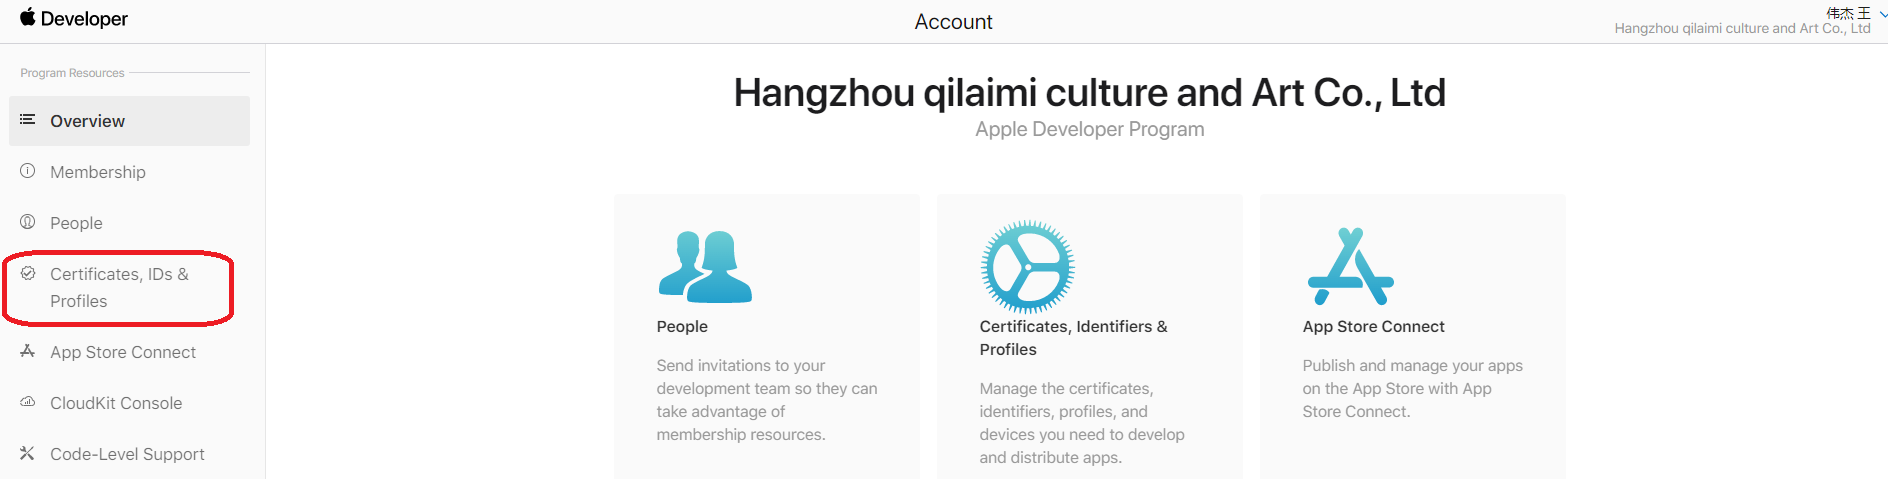 Developer
Account
伟杰 王
Hangzhou qilaimi culture and Art Co., Ltd
Program Resources
Overview
Membership
People
Certificates, IDs &
Profiles
App Store Connect
CloudKit Console
Code-Level Support
Hangzhou qilaimi culture and Art Co., Ltd
Apple Developer Program
People
Send invitations to your
development team so they can
take advantage of
membership resources.
Certificates, Identifiers &
Profiles
Manage the certificates,
identifiers, profiles, and
devices you need to develop
and distribute apps.
App Store Connect
Publish and manage your apps
on the App Store with App
Store Connect.